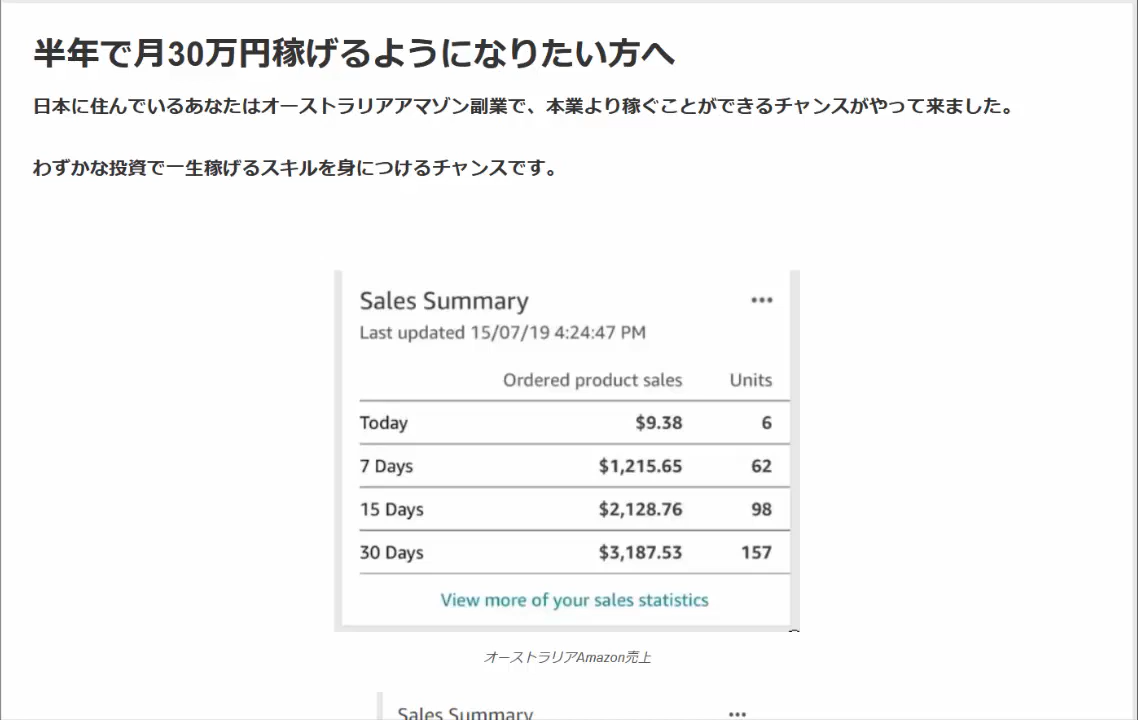 半年で月30万円稼げるようになりたい方へ
日本に住んでいるあなたはオーストラリアアマゾン副業で、本業より稼ぐことができるチャンスがやって来ました。
わずかな投資で一生稼げるスキルを身につけるチャンスです。
Sales Summary •••
Last updated 15/07/19 4:24:47 PM
Ordered product sales Units
Today $9.38 6
7 Days $1,215.65 62
15 Days $2,128.76 98
30 Days $3,187.53 157
View more of your sales statistics
オーストラリアAmazon売上
Sales Summary •••